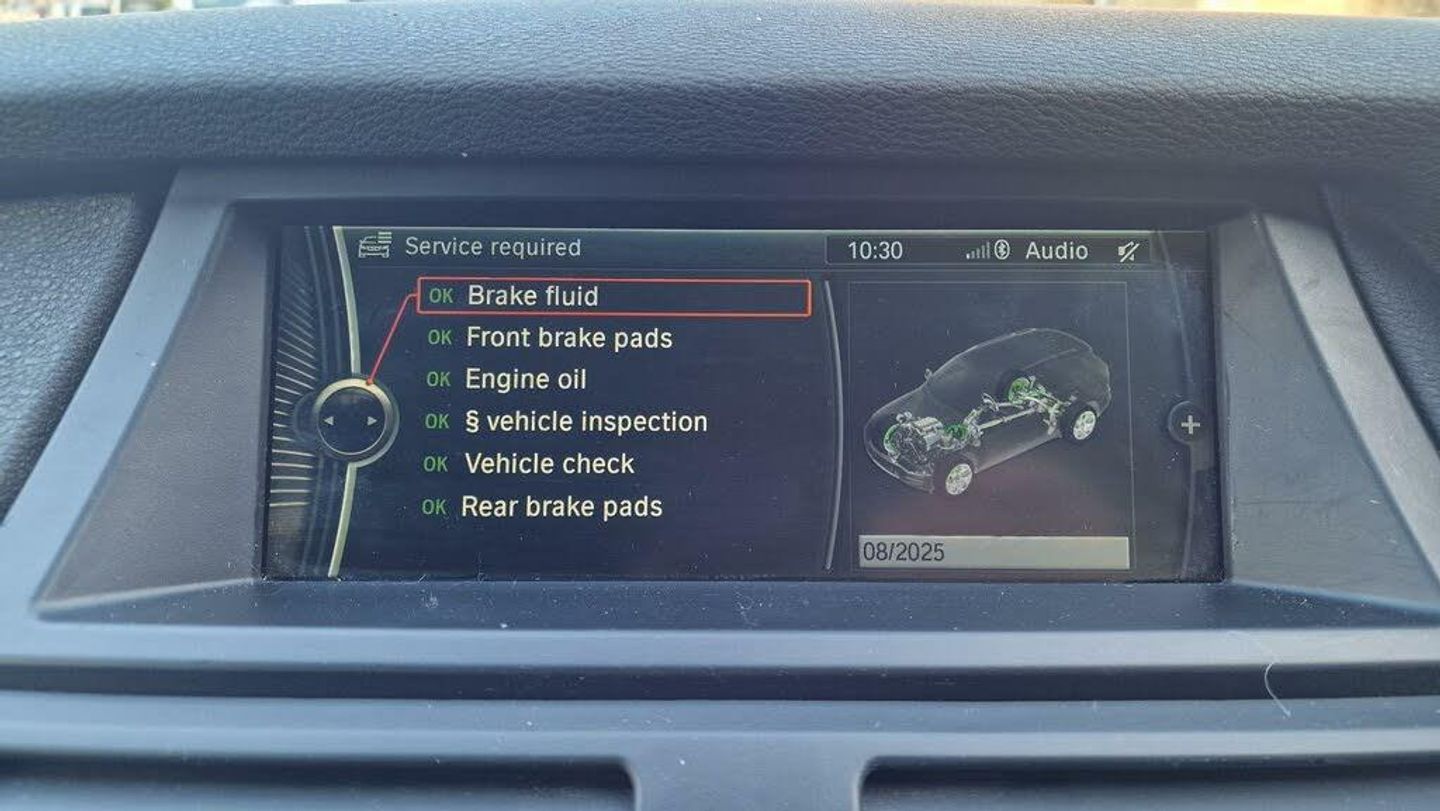 Service required
10:30 Audio
OK Brake fluid
OK Front brake pads
OK Engine oil
OK § vehicle inspection
OK Vehicle check
OK Rear brake pads
08/2025